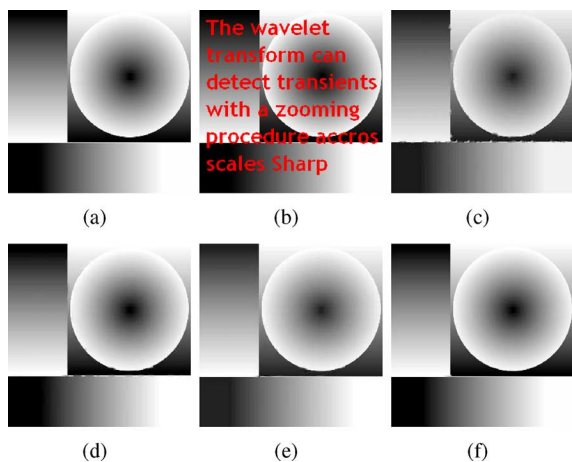 The wavelet
transform can
detect transients
with a zooming
procedure accros
scales Sharp
(a)
(b)
(c)
(d)
(e)
(f)